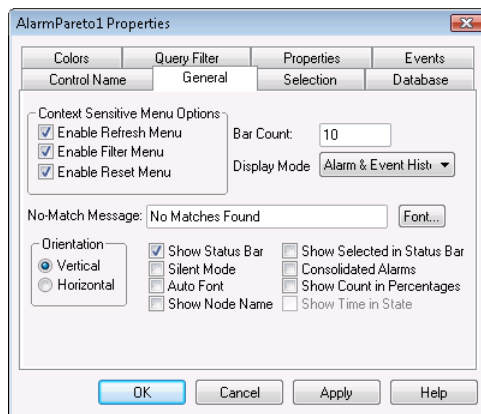 AlarmPareto1 Properties
Colors Query Filter Properties Events
Control Name General Selection Database
Context Sensitive Menu Options
Enable Refresh Menu
Enable Filter Menu
Enable Reset Menu
Bar Count: 10
Display Mode Alarm & Event Hist
No-Match Message: No Matches Found Font...
Orientation
Vertical
Horizontal
Show Status Bar
Silent Mode
Auto Font
Show Node Name
Show Selected in Status Bar
Consolidated Alarms
Show Count in Percentages
Show Time in State
OK Cancel Apply Help